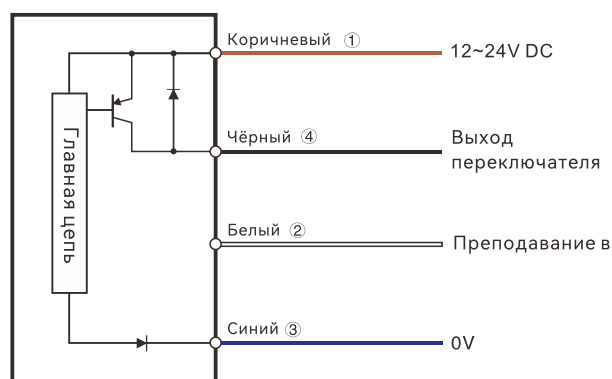 Коричневый ①
12~24V DC
Чёрный ④
Выход
переключателя
Главная цепь
Белый ②
Преподавание в
Синий ③
0V